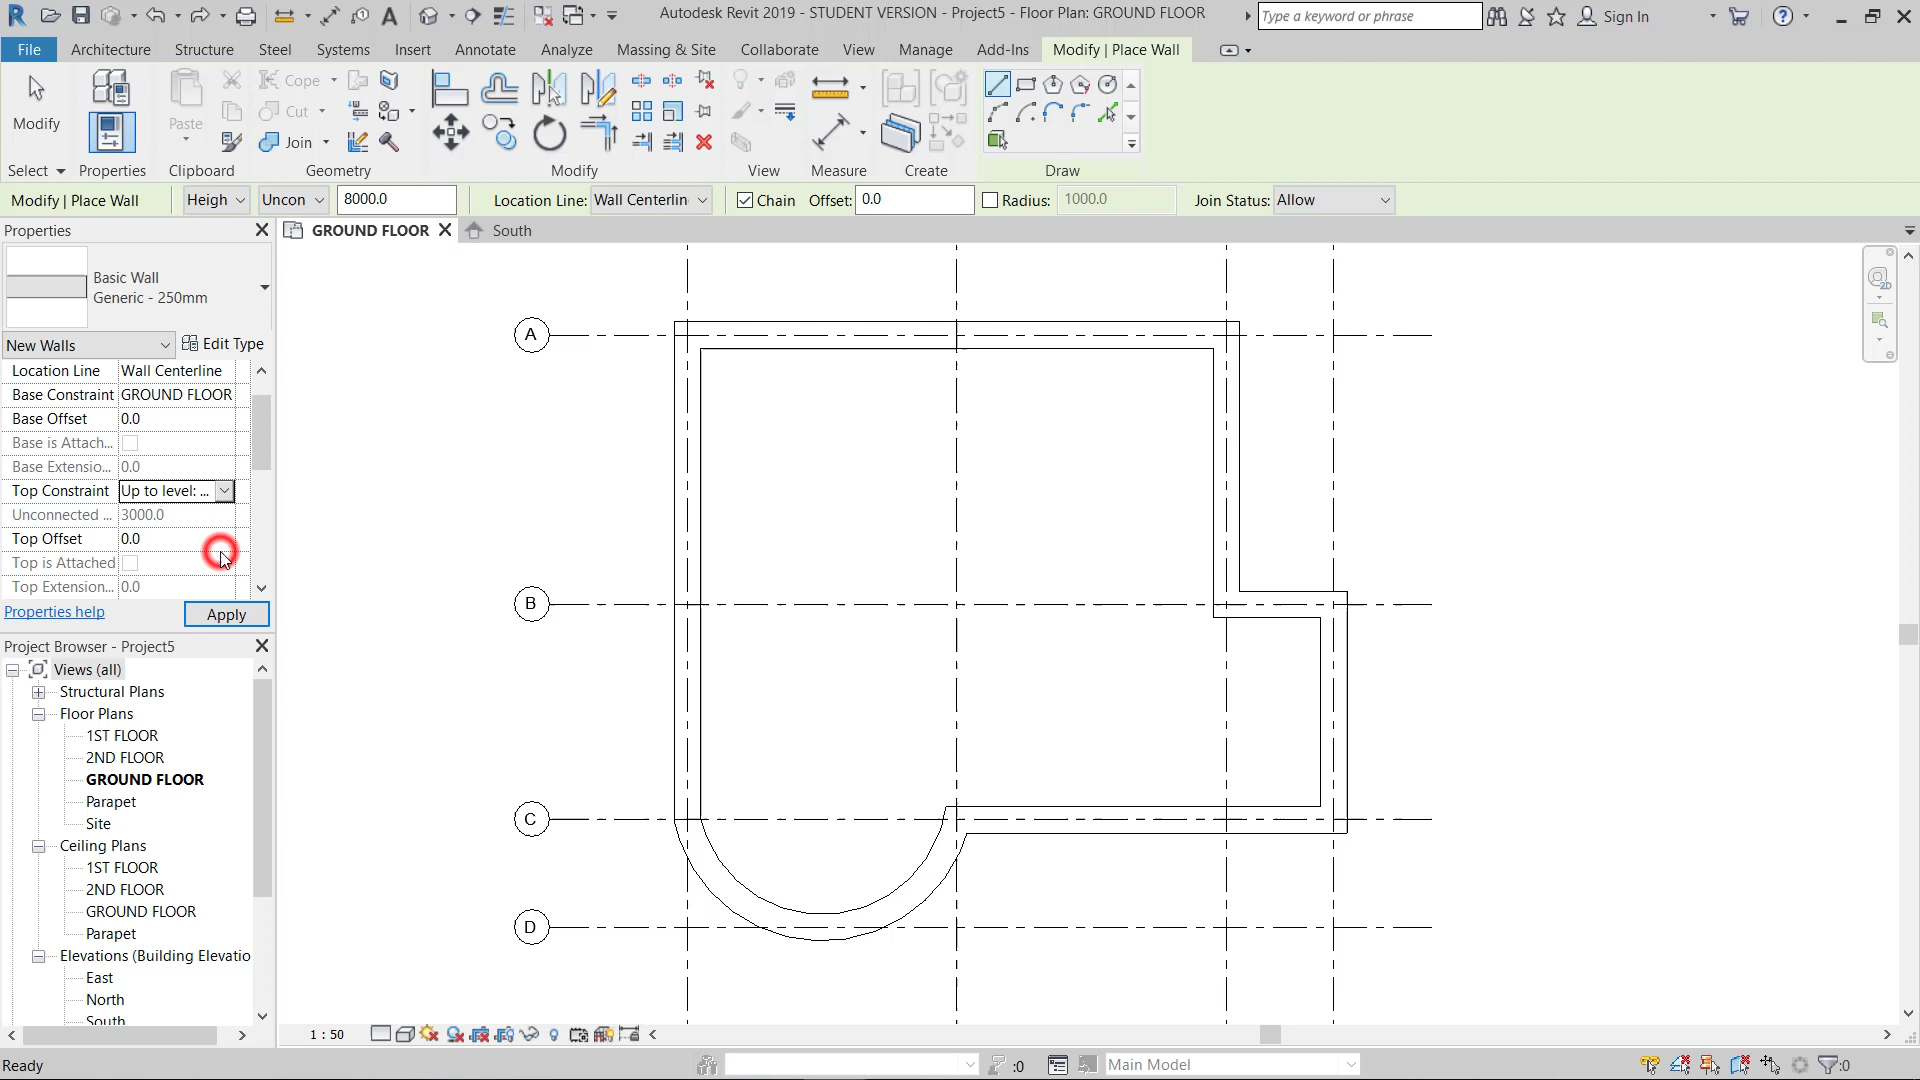 Autodesk Revit 2019 - STUDENT VERSION - Project5 - Floor Plan: GROUND FLOOR
Type a keyword or phrase
Sign In
File Architecture Structure Steel Systems Insert Annotate Analyze Massing & Site Collaborate View Manage Add-Ins Modify | Place Wall
Modify Paste Cope Cut Join
Select Properties Clipboard Geometry Modify View Measure Create Draw
Modify | Place Wall Heigh Uncon 8000.0 Location Line: Wall Centerlin Chain Offset: 0.0 Radius: 1000.0 Join Status: Allow
Properties
GROUND FLOOR South
Basic Wall
Generic - 250mm
New Walls Edit Type
Location Line Wall Centerline
Base Constraint GROUND FLOOR
Base Offset 0.0
Base is Attach...
Base Extensio... 0.0
Top Constraint Up to level: ...
Unconnected ... 3000.0
Top Offset 0.0
Top is Attached
Top Extension... 0.0
Properties help Apply
Project Browser - Project5
Views (all)
Structural Plans
Floor Plans
1ST FLOOR
2ND FLOOR
GROUND FLOOR
Parapet
Site
Ceiling Plans
1ST FLOOR
2ND FLOOR
GROUND FLOOR
Parapet
Elevations (Building Elevatio
East
North
South
A
B
C
D
1 : 50
Ready
:0
Main Model
:0